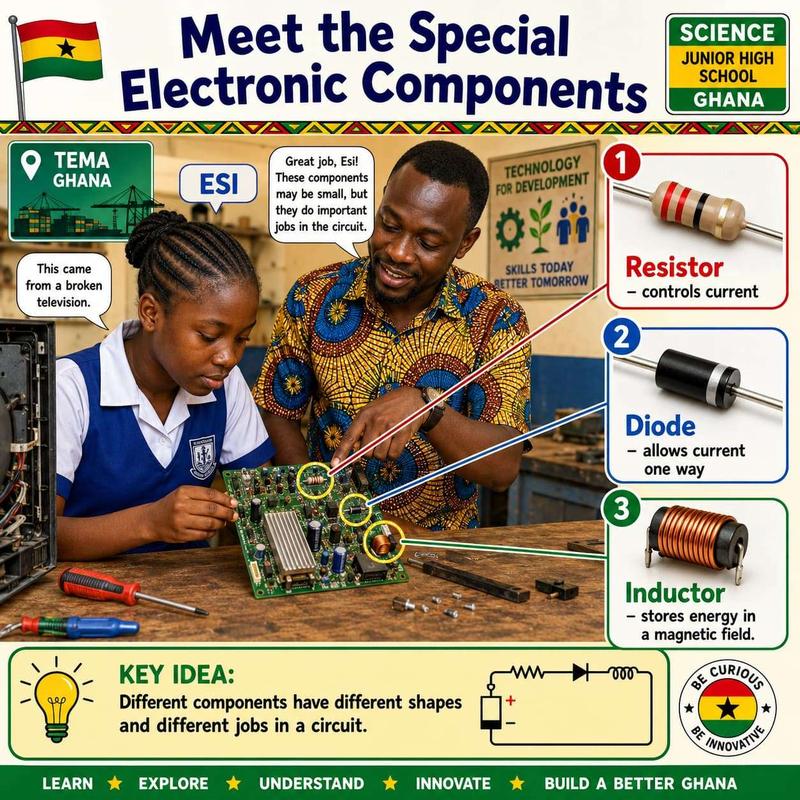 Meet the Special
Electronic Components
SCIENCE
JUNIOR HIGH
SCHOOL
GHANA
TEMA
GHANA
ESI
Great job, Esi!
These components
may be small, but
they do important
jobs in the circuit.
This came
from a broken
television.
TECHNOLOGY
FOR DEVELOPMENT
SKILLS TODAY
BETTER TOMORROW
1
Resistor
– controls current
2
Diode
– allows current
one way
3
Inductor
– stores energy in
a magnetic field.
KEY IDEA:
Different components have different shapes
and different jobs in a circuit.
+
−
BE CURIOUS
BE INNOVATIVE
LEARN ★ EXPLORE ★ UNDERSTAND ★ INNOVATE ★ BUILD A BETTER GHANA